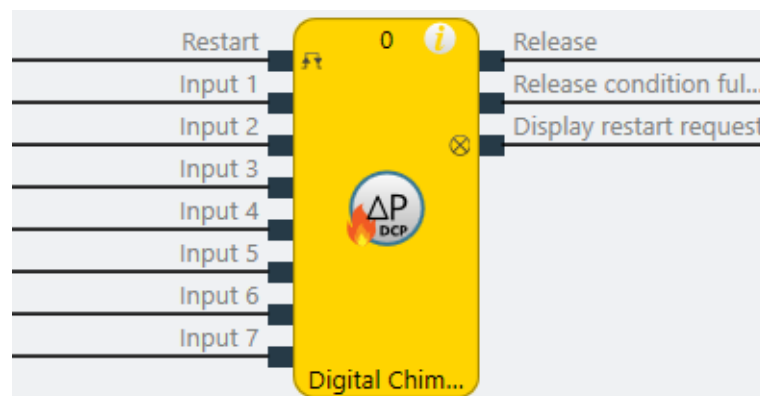 Restart
Input 1
Input 2
Input 3
Input 4
Input 5
Input 6
Input 7
0
i
ΔP
DCP
Digital Chim...
Release
Release condition ful...
Display restart request